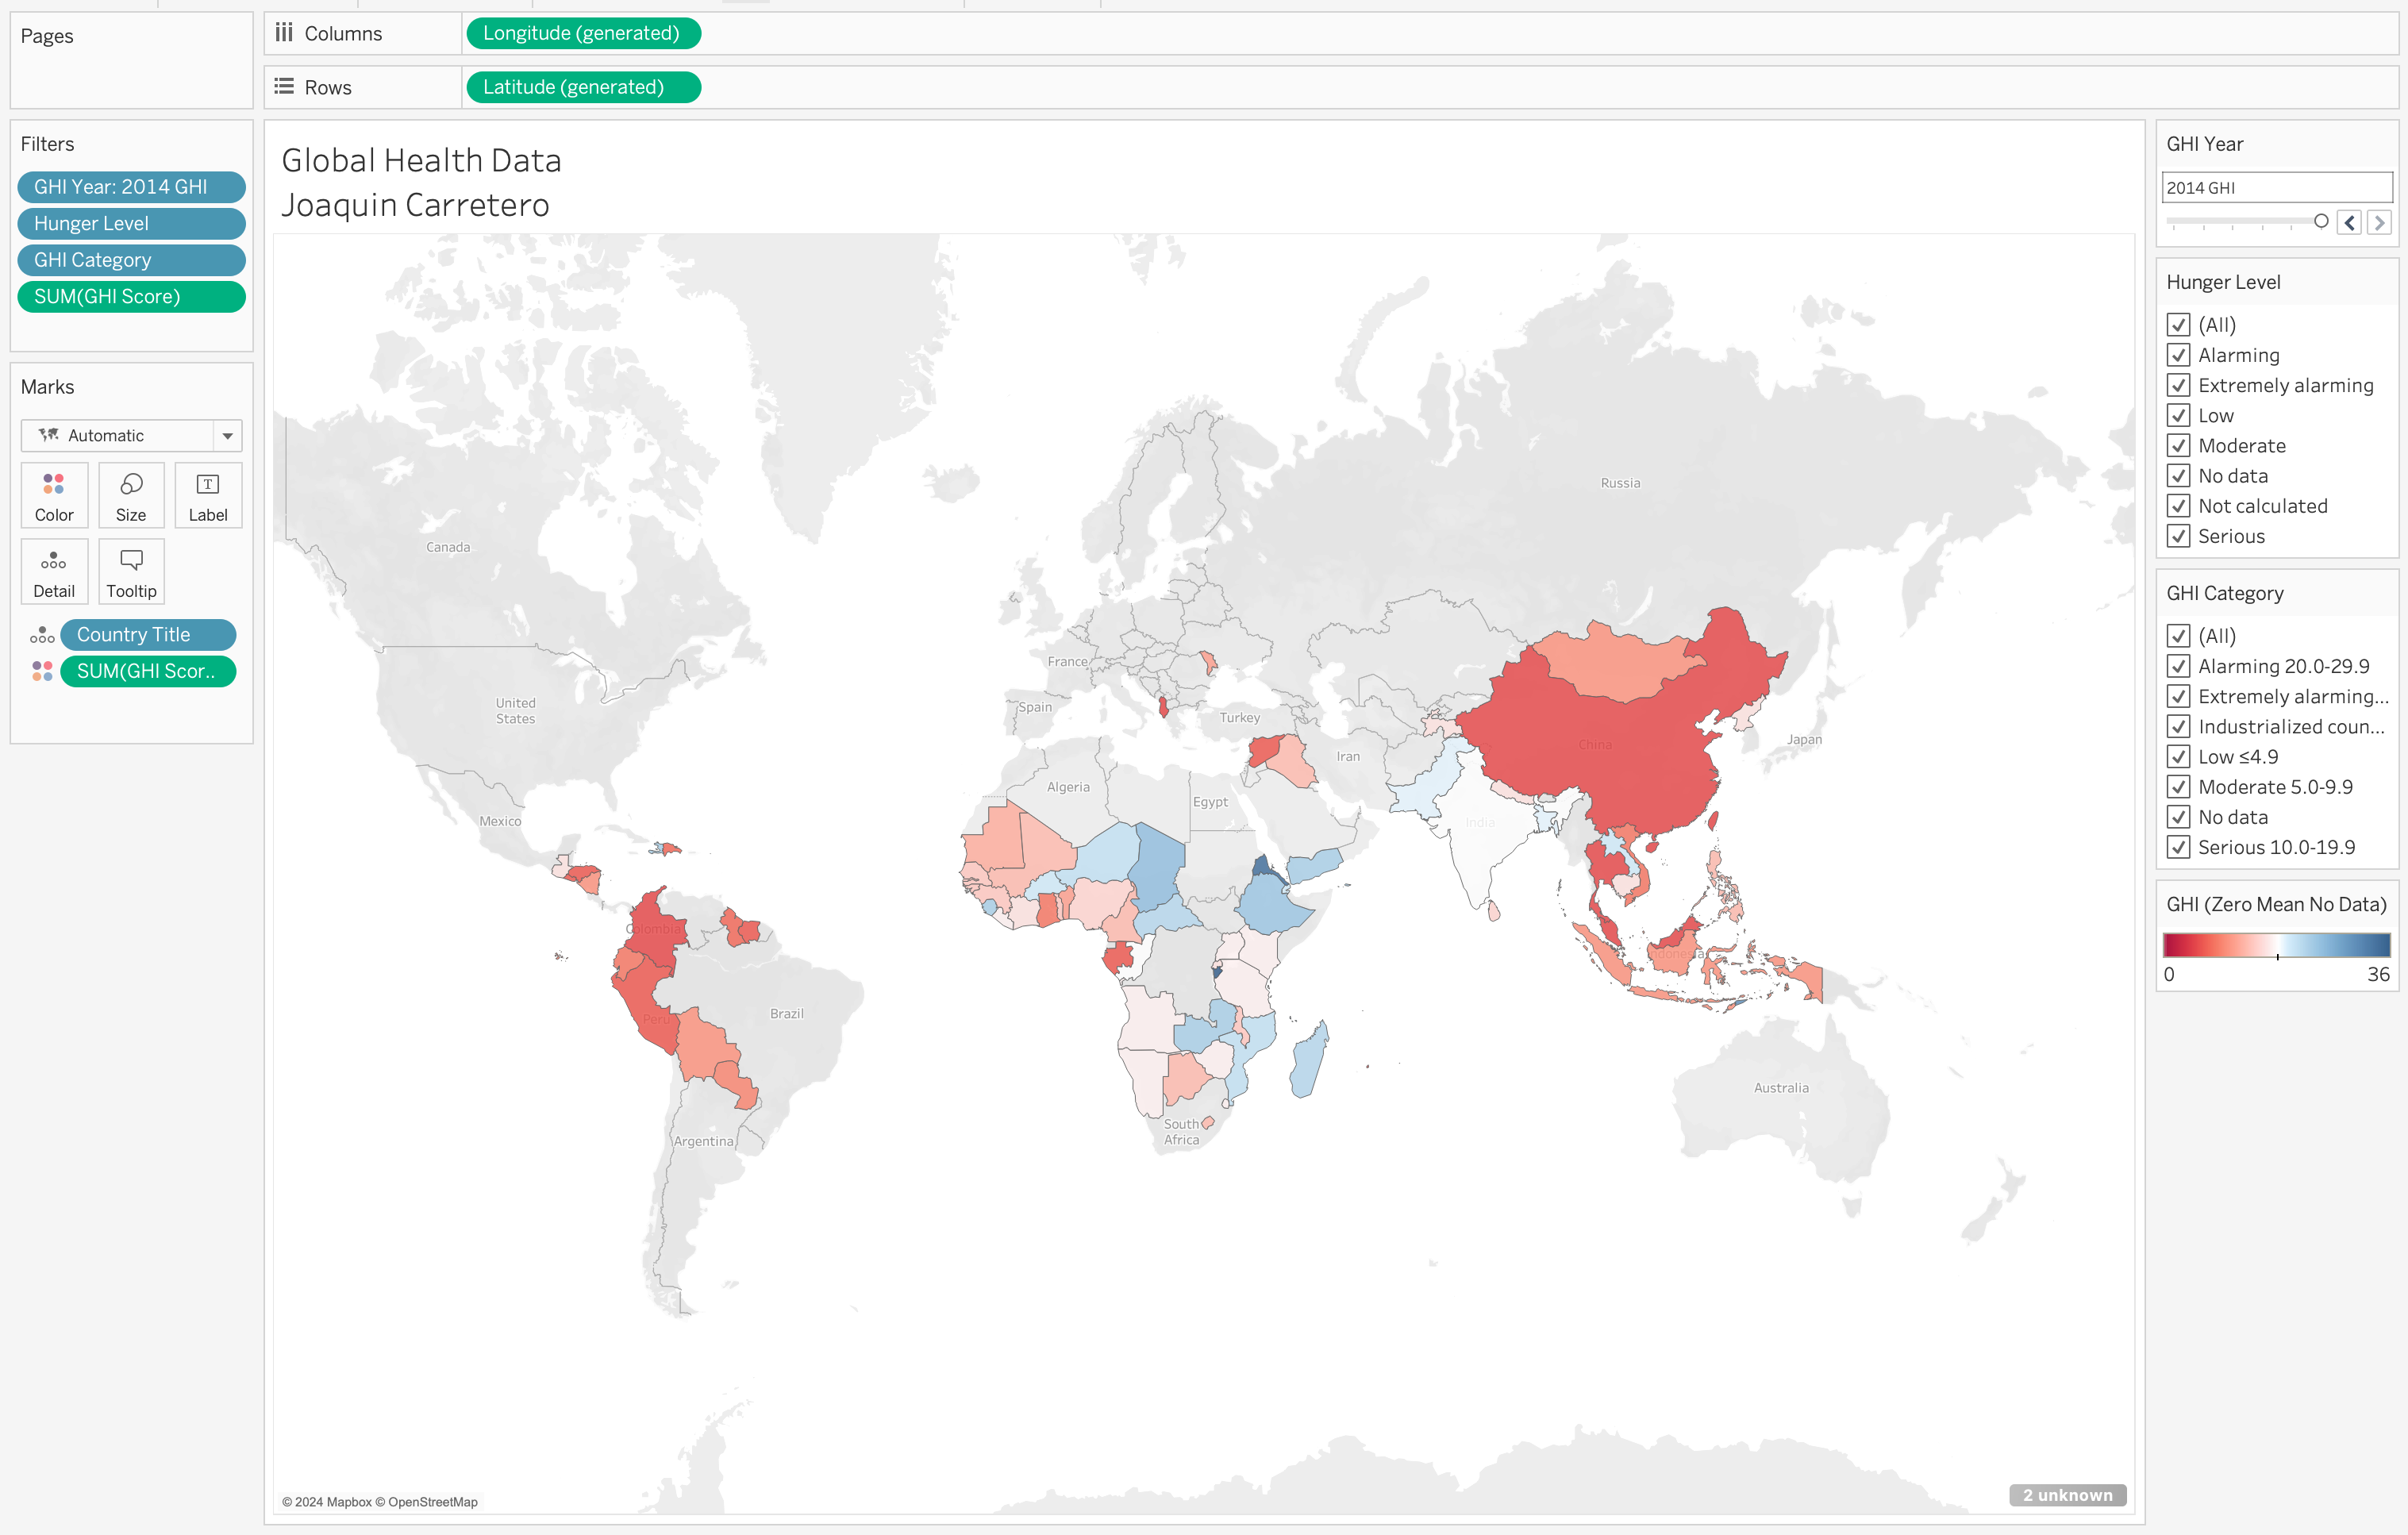 Pages
Columns
Longitude (generated)
Rows
Latitude (generated)
Filters
GHI Year: 2014 GHI
Hunger Level
GHI Category
SUM(GHI Score)
Marks
Automatic
Color
Size
Label
Detail
Tooltip
Country Title
SUM(GHI Scor..
Global Health Data
Joaquin Carretero
Russia
Canada
France
United
States
Spain
Turkey
China
Japan
Iran
Algeria
Egypt
Mexico
India
Colombia
Indonesia
Peru
Brazil
Australia
South
Africa
Argentina
© 2024 Mapbox © OpenStreetMap
2 unknown
GHI Year
2014 GHI
Hunger Level
(All)
Alarming
Extremely alarming
Low
Moderate
No data
Not calculated
Serious
GHI Category
(All)
Alarming 20.0-29.9
Extremely alarming...
Industrialized coun...
Low ≤4.9
Moderate 5.0-9.9
No data
Serious 10.0-19.9
GHI (Zero Mean No Data)
0 36